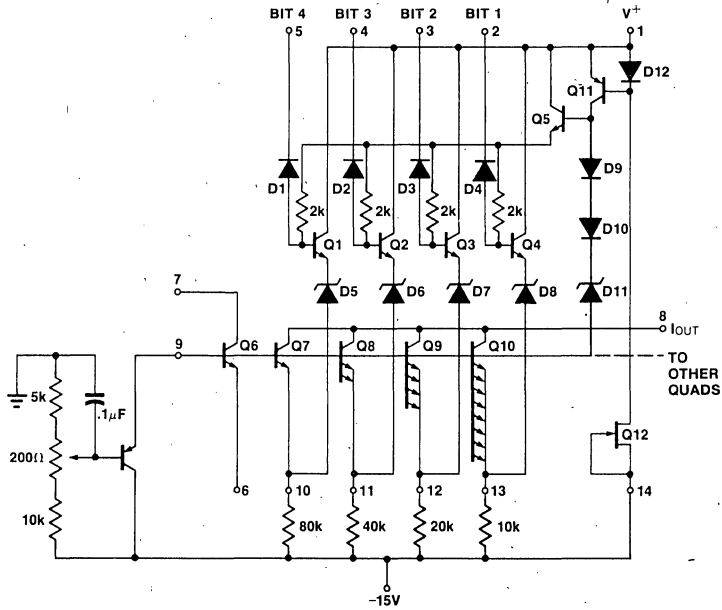 BIT 4 BIT 3 BIT 2 BIT 1 V+
5 4 3 2 1
D12
Q11
Q5
D1 D2 D3 D4 D9
2k 2k 2k 2k
D10
Q1 Q2 Q3 Q4
D5 D6 D7 D8 D11
7
8
IOUT
9 Q6 Q7 Q8 Q9 Q10
TO
OTHER
QUADS
5k
.1µF
200Ω
Q12
10k
6 10 11 12 13 14
80k 40k 20k 10k
−15V